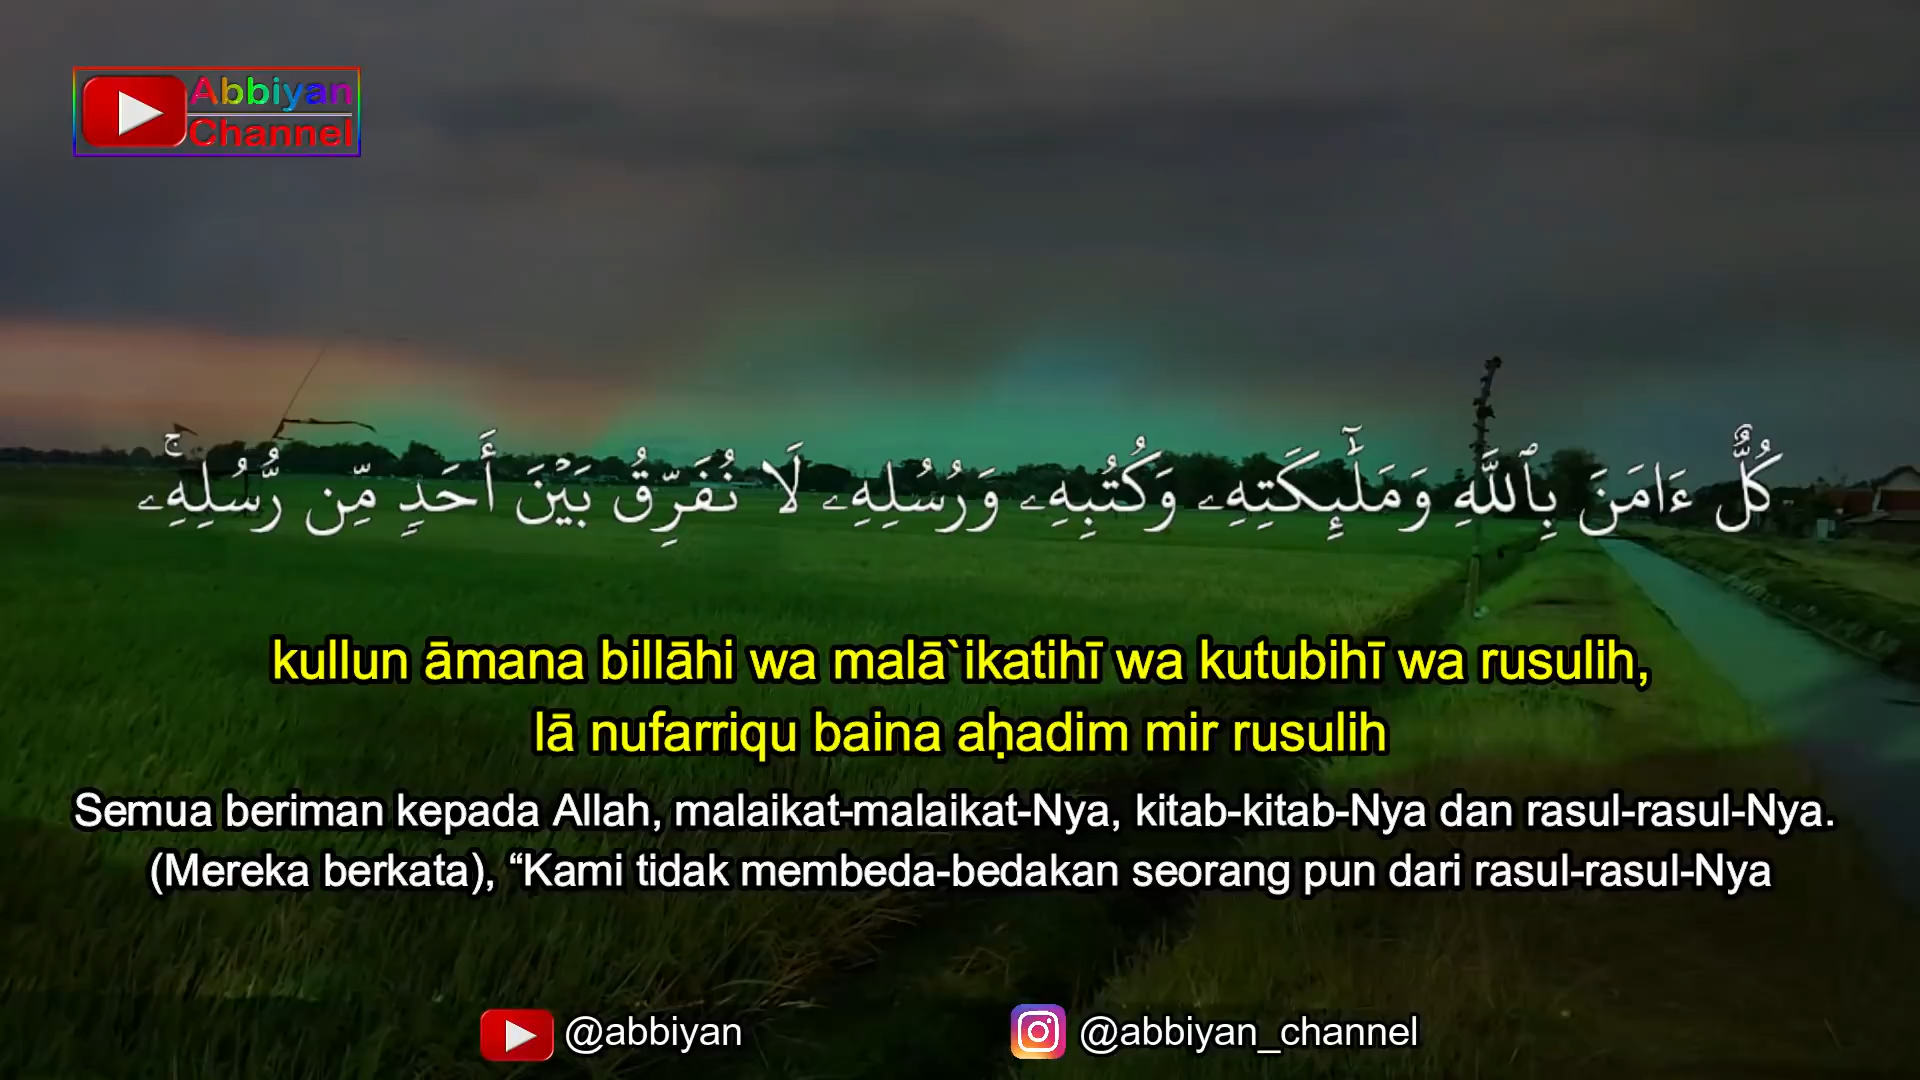 Abbiyan
Channel
كُلٌّ ءَامَنَ بِٱللَّهِ وَمَلَٰٓئِكَتِهِۦ وَكُتُبِهِۦ وَرُسُلِهِۦ لَا نُفَرِّقُ بَيْنَ أَحَدٍ مِّن رُّسُلِهِۦ ۚ
kullun āmana billāhi wa malā`ikatihī wa kutubihī wa rusulih,
lā nufarriqu baina aḥadim mir rusulih
Semua beriman kepada Allah, malaikat-malaikat-Nya, kitab-kitab-Nya dan rasul-rasul-Nya.
(Mereka berkata), “Kami tidak membeda-bedakan seorang pun dari rasul-rasul-Nya
@abbiyan
@abbiyan_channel